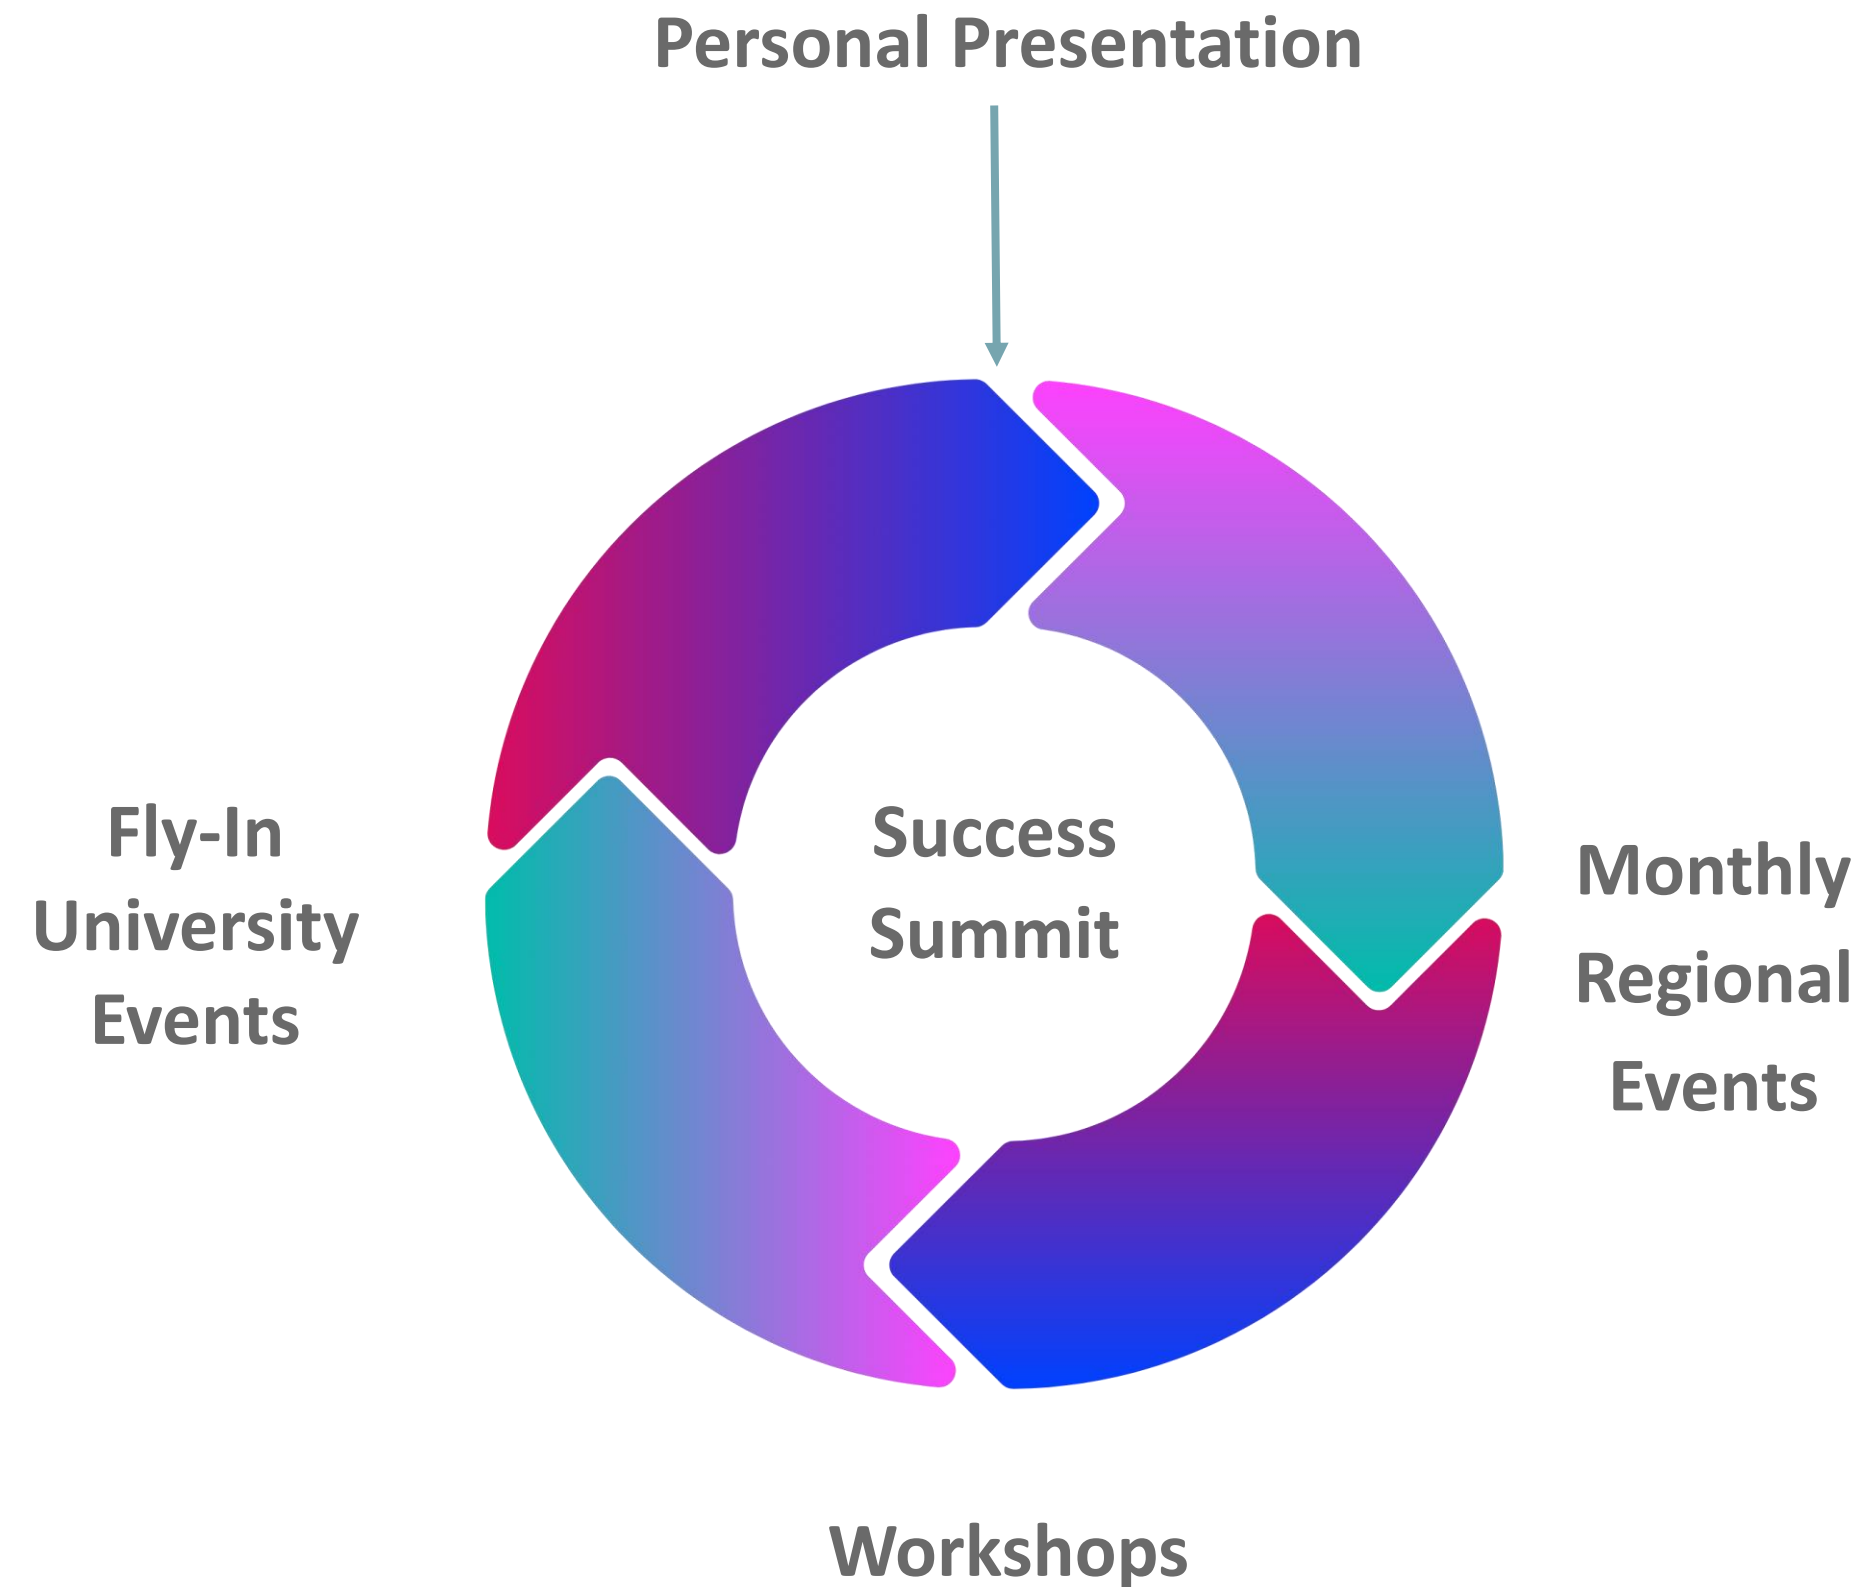 Personal Presentation
Fly-In
University
Events
Success
Summit
Monthly
Regional
Events
Workshops